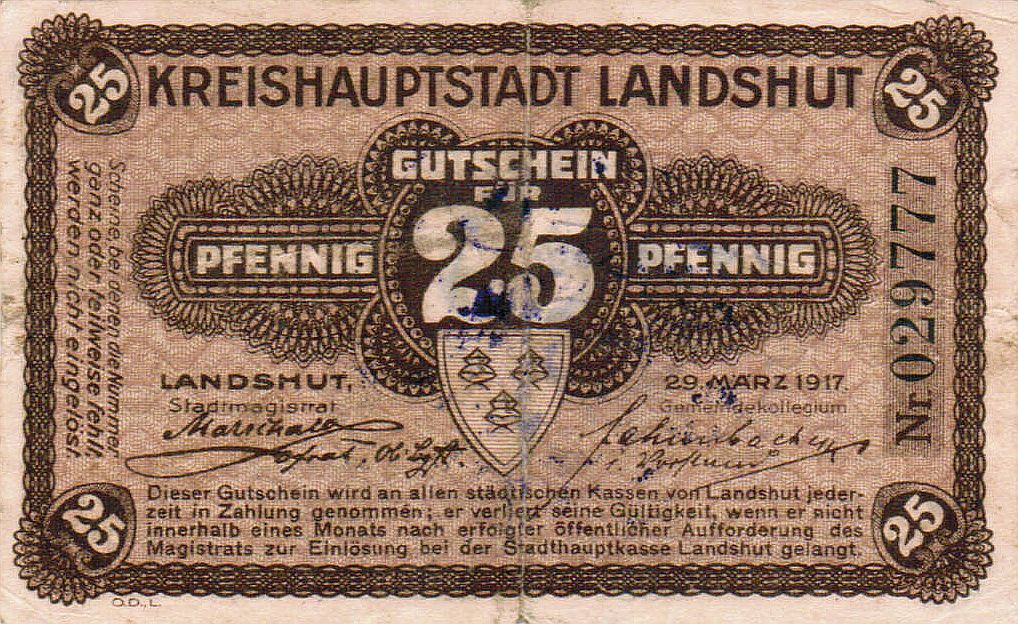 25
25
KREISHAUPTSTADT LANDSHUT
GUTSCHEIN
FÜR
25
PFENNIG
PFENNIG
Scheine bei denen die Nummer
ganz oder teilweise fehlt,
werden nicht eingelöst.
Nr. 029777
LANDSHUT,
29. MÄRZ 1917.
Stadtmagistrat
Gemeindekollegium
Dieser Gutschein wird an allen städtischen Kassen von Landshut jeder-
zeit in Zahlung genommen; er verliert seine Gültigkeit, wenn er nicht
innerhalb eines Monats nach erfolgter öffentlicher Aufforderung des
Magistrats zur Einlösung bei der Stadthauptkasse Landshut gelangt.
25
25
O.D., L.